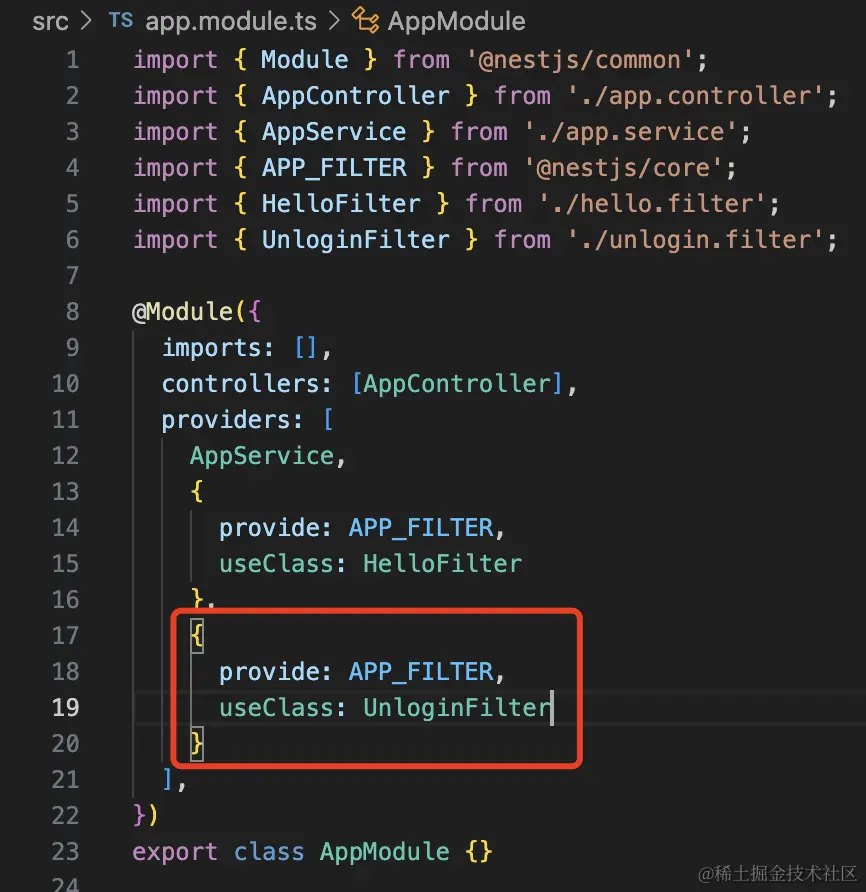 src > TS app.module.ts > AppModule
1 import { Module } from '@nestjs/common';
2 import { AppController } from './app.controller';
3 import { AppService } from './app.service';
4 import { APP_FILTER } from '@nestjs/core';
5 import { HelloFilter } from './hello.filter';
6 import { UnloginFilter } from './unlogin.filter';
7
8 @Module({
9   imports: [],
10   controllers: [AppController],
11   providers: [
12     AppService,
13     {
14       provide: APP_FILTER,
15       useClass: HelloFilter
16     },
17     {
18       provide: APP_FILTER,
19       useClass: UnloginFilter
20     }
21   ],
22 })
23 export class AppModule {}
24
@稀土掘金技术社区